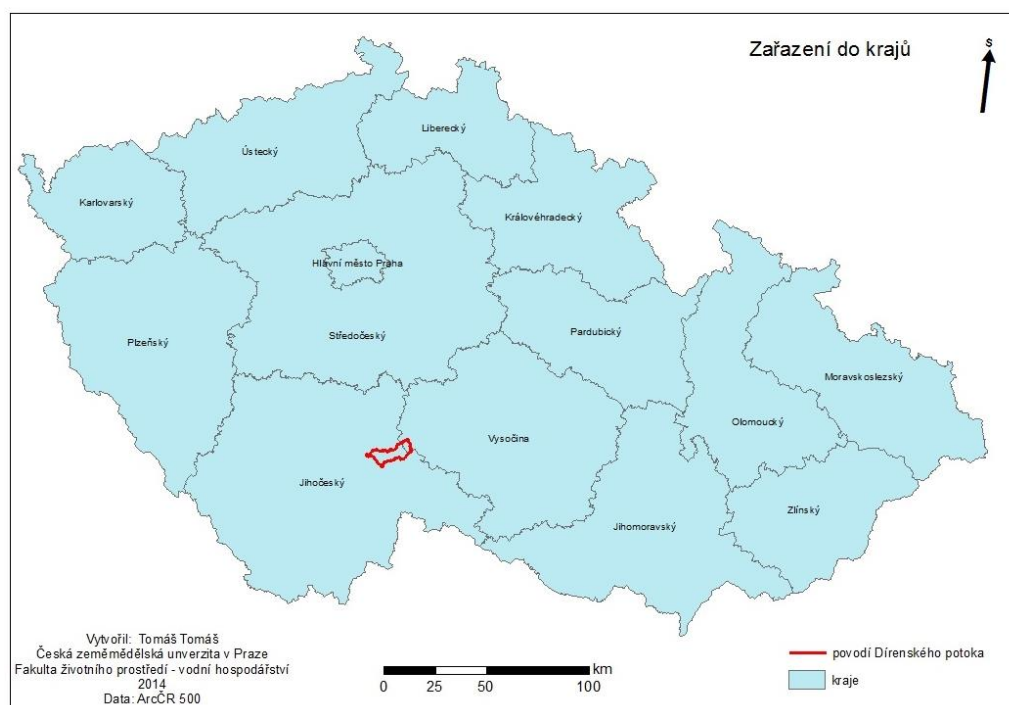 Zařazení do krajů
S
Liberecký
Ústecký
Karlovarský
Královéhradecký
Hlavní město Praha
Středočeský
Pardubický
Plzeňský
Moravskoslezský
Olomoucký
Vysočina
Jihočeský
Zlínský
Jihomoravský
Vytvořil: Tomáš Tomáš
Česká zeměmědělská unverzita v Praze
Fakulta životního prostředí - vodní hospodářství
2014
Data: ArcČR 500
km
0 25 50 100
povodí Dírenského potoka
kraje